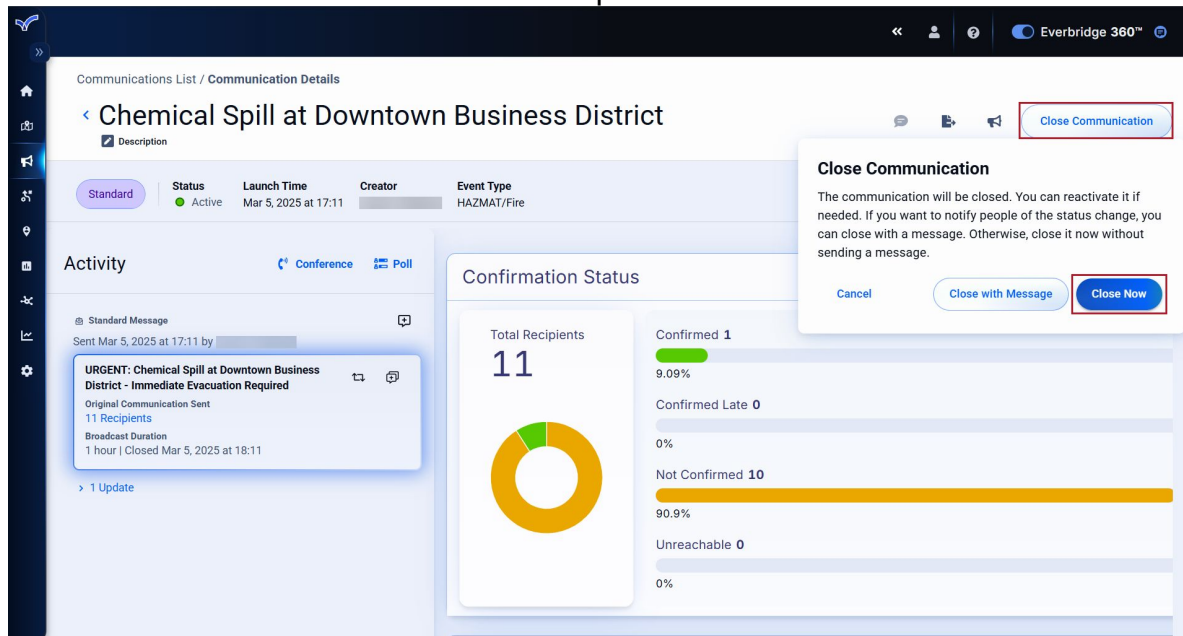 Everbridge 360™
Communications List / Communication Details
Chemical Spill at Downtown Business District
Description
Close Communication
Close Communication
The communication will be closed. You can reactivate it if
needed. If you want to notify people of the status change, you
can close with a message. Otherwise, close it now without
sending a message.
Cancel
Close with Message
Close Now
Standard
Status
Active
Launch Time
Mar 5, 2025 at 17:11
Creator
Event Type
HAZMAT/Fire
Activity
Conference
Poll
Standard Message
Sent Mar 5, 2025 at 17:11 by
URGENT: Chemical Spill at Downtown Business
District - Immediate Evacuation Required
Original Communication Sent
11 Recipients
Broadcast Duration
1 hour | Closed Mar 5, 2025 at 18:11
1 Update
Confirmation Status
Total Recipients
11
Confirmed 1
9.09%
Confirmed Late 0
0%
Not Confirmed 10
90.9%
Unreachable 0
0%